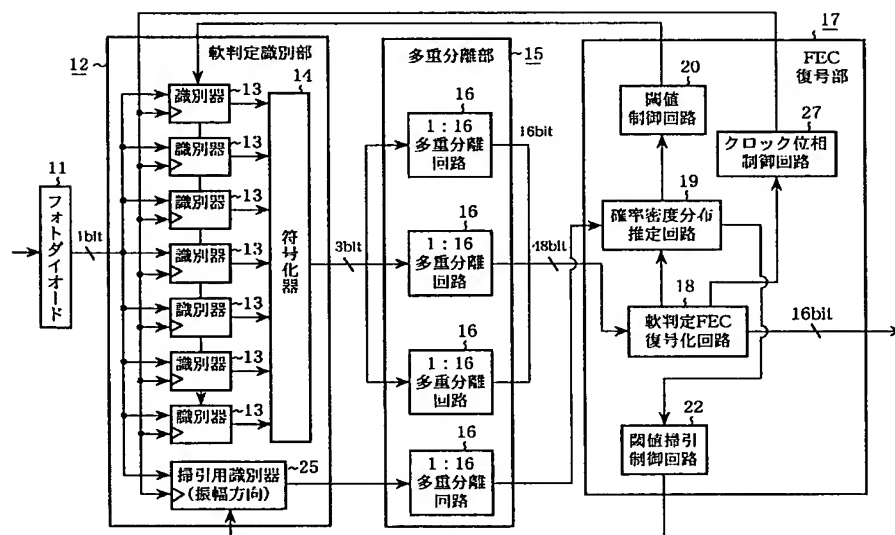 12
軟判定識別部
14
識別器
13
識別器
13
識別器
13
識別器
13
識別器
13
識別器
13
識別器
13
符号化器
掃引用識別器
(振幅方向)
25
11
フォトダイオード
1bit
3bit
多重分離部
15
16
1:16
多重分離
回路
16bit
16
1:16
多重分離
回路
48bit
16
1:16
多重分離
回路
16
1:16
多重分離
回路
17
FEC
復号部
20
閾値
制御回路
27
クロック位相
制御回路
19
確率密度分布
推定回路
18
軟判定FEC
復号化回路
16bit
22
閾値掃引
制御回路